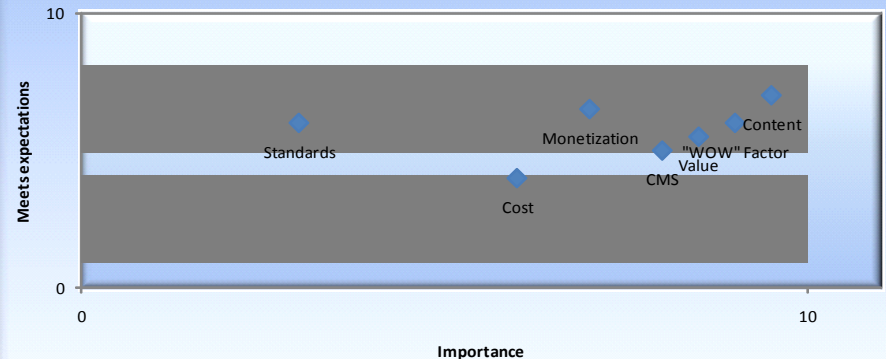 10
Meets expectations
Content
Monetization
"WOW" Factor
Standards
Value
CMS
Cost
0
0
10
Importance